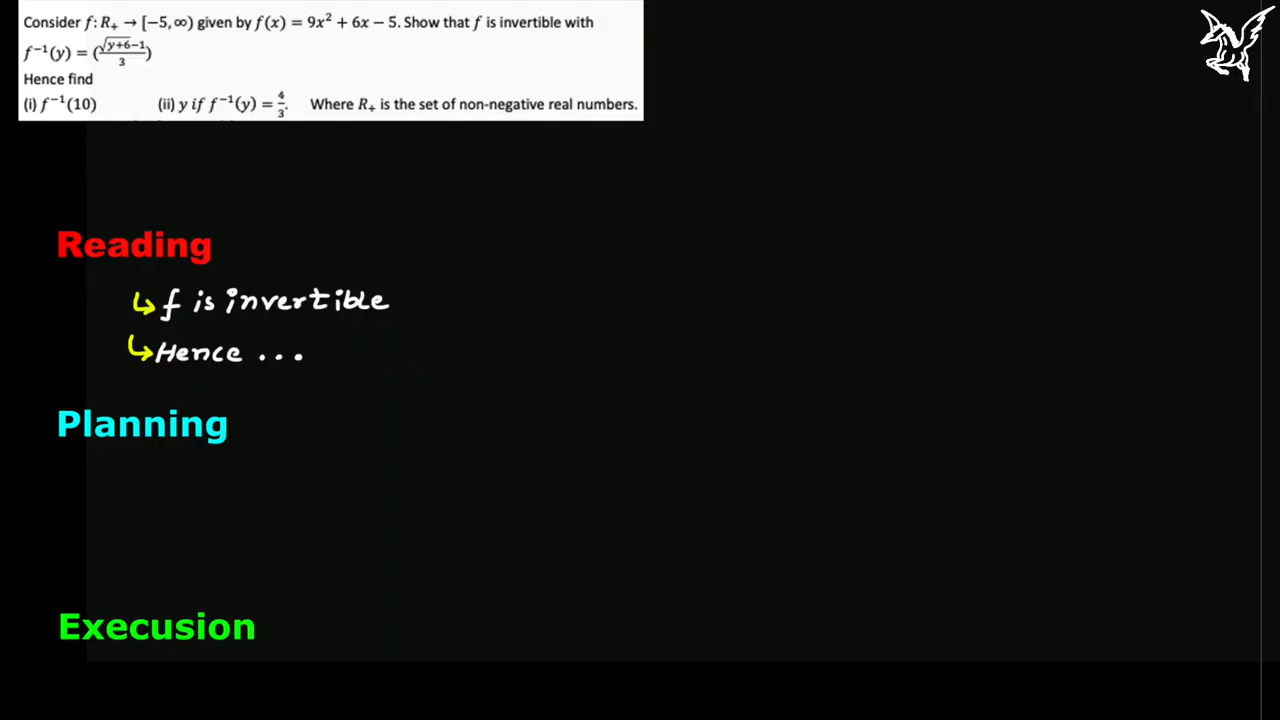 Consider f: R₊ → [−5, ∞) given by f(x) = 9x² + 6x − 5. Show that f is invertible with
f⁻¹(y) = (√(y+6)−1 / 3)
Hence find
(i) f⁻¹(10) (ii) y if f⁻¹(y) = 4/3. Where R₊ is the set of non-negative real numbers.
Reading
↳ f is invertible
↳ Hence ...
Planning
Execusion